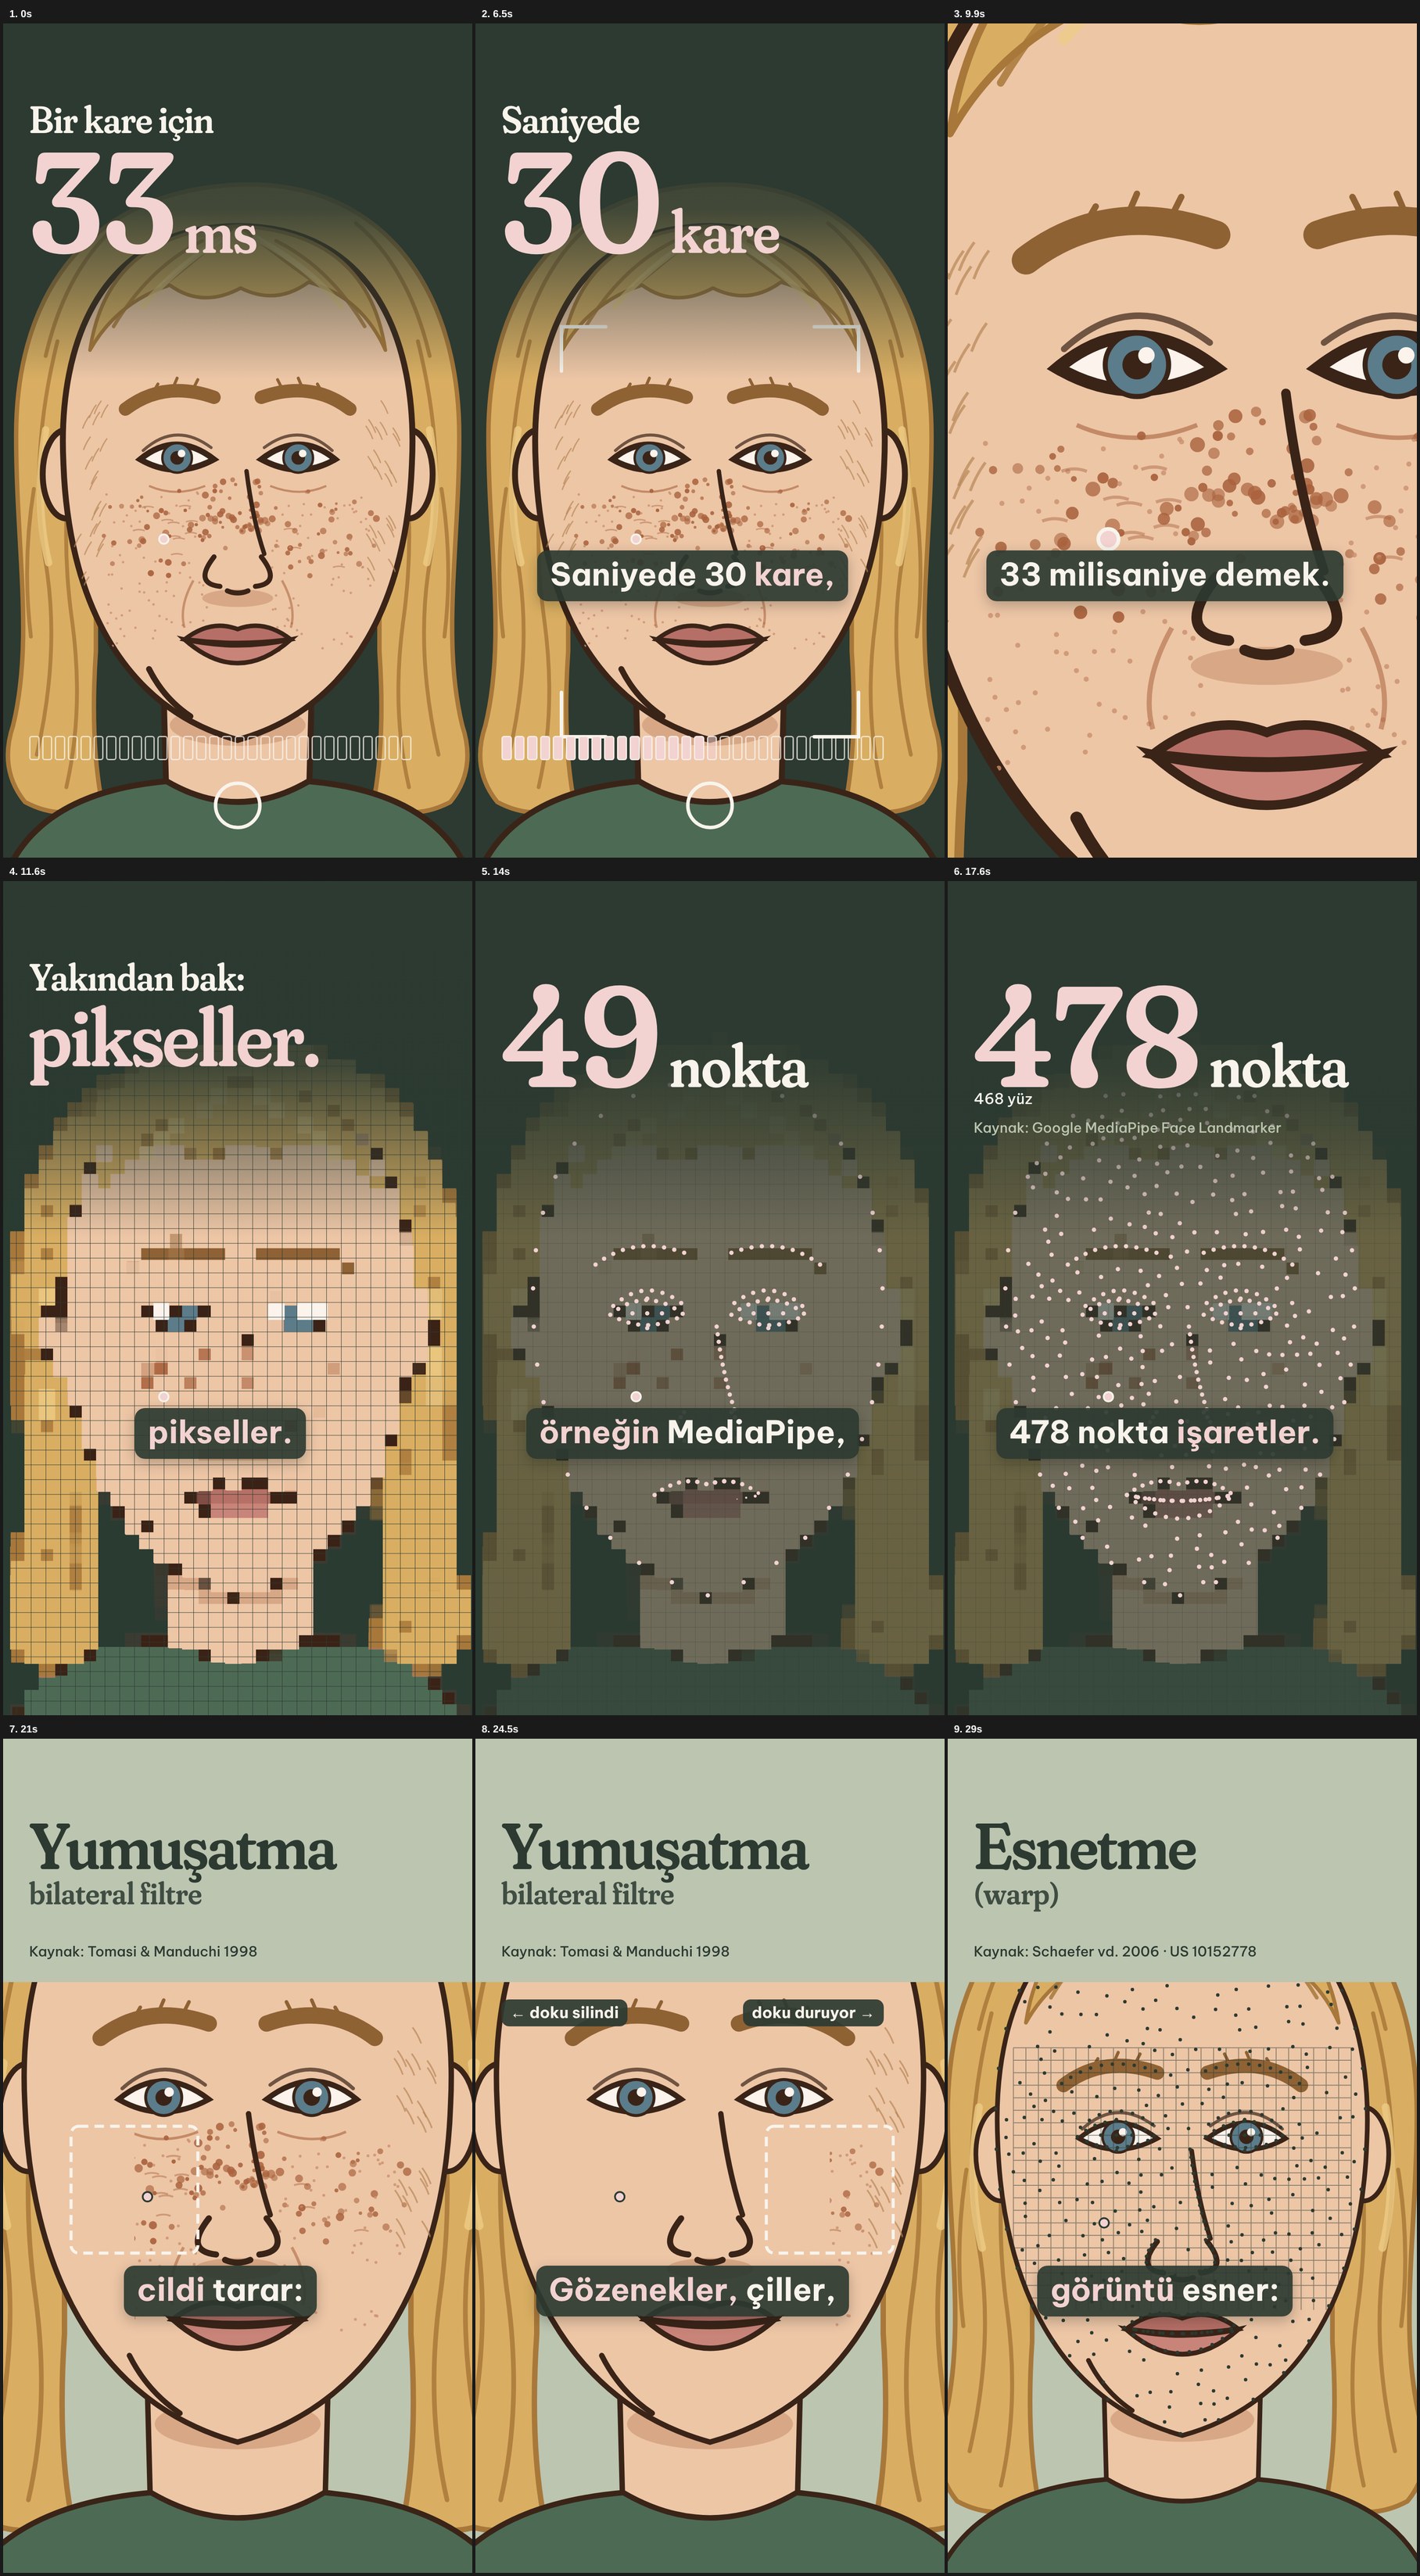 1. 0s
Bir kare için
33 ms
2. 6.5s
Saniyede
30 kare
Saniyede 30 kare,
3. 9.9s
33 milisaniye demek.
4. 11.6s
Yakından bak:
pikseller.
pikseller.
5. 14s
49 nokta
örneğin MediaPipe,
6. 17.6s
478 nokta
468 yüz
Kaynak: Google MediaPipe Face Landmarker
478 nokta işaretler.
7. 21s
Yumuşatma
bilateral filtre
Kaynak: Tomasi & Manduchi 1998
cildi tarar:
8. 24.5s
Yumuşatma
bilateral filtre
Kaynak: Tomasi & Manduchi 1998
← doku silindi
doku duruyor →
Gözenekler, çiller,
9. 29s
Esnetme
(warp)
Kaynak: Schaefer vd. 2006 · US 10152778
görüntü esner: